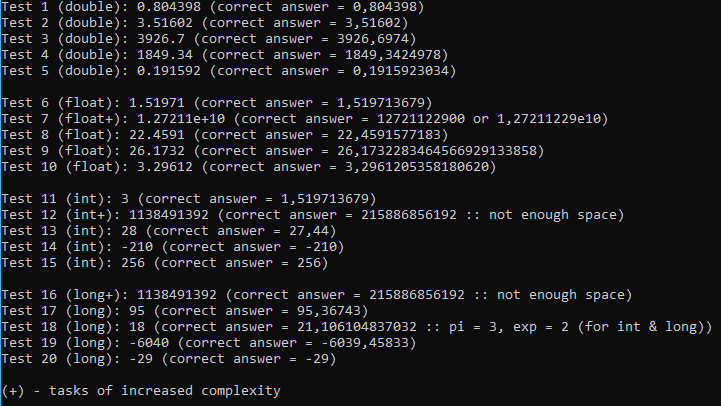 Test 1 (double): 0.804398 (correct answer = 0,804398)
Test 2 (double): 3.51602 (correct answer = 3,51602)
Test 3 (double): 3926.7 (correct answer = 3926,6974)
Test 4 (double): 1849.34 (correct answer = 1849,3424978)
Test 5 (double): 0.191592 (correct answer = 0,1915923034)
Test 6 (float): 1.51971 (correct answer = 1,519713679)
Test 7 (float+): 1.27211e+10 (correct answer = 12721122900 or 1,27211229e10)
Test 8 (float): 22.4591 (correct answer = 22,4591577183)
Test 9 (float): 26.1732 (correct answer = 26,1732283464566929133858)
Test 10 (float): 3.29612 (correct answer = 3,2961205358180620)
Test 11 (int): 3 (correct answer = 1,519713679)
Test 12 (int+): 1138491392 (correct answer = 215886856192 :: not enough space)
Test 13 (int): 28 (correct answer = 27,44)
Test 14 (int): -210 (correct answer = -210)
Test 15 (int): 256 (correct answer = 256)
Test 16 (long+): 1138491392 (correct answer = 215886856192 :: not enough space)
Test 17 (long): 95 (correct answer = 95,36743)
Test 18 (long): 18 (correct answer = 21,106104837032 :: pi = 3, exp = 2 (for int & long))
Test 19 (long): -6040 (correct answer = -6039,45833)
Test 20 (long): -29 (correct answer = -29)
(+) - tasks of increased complexity